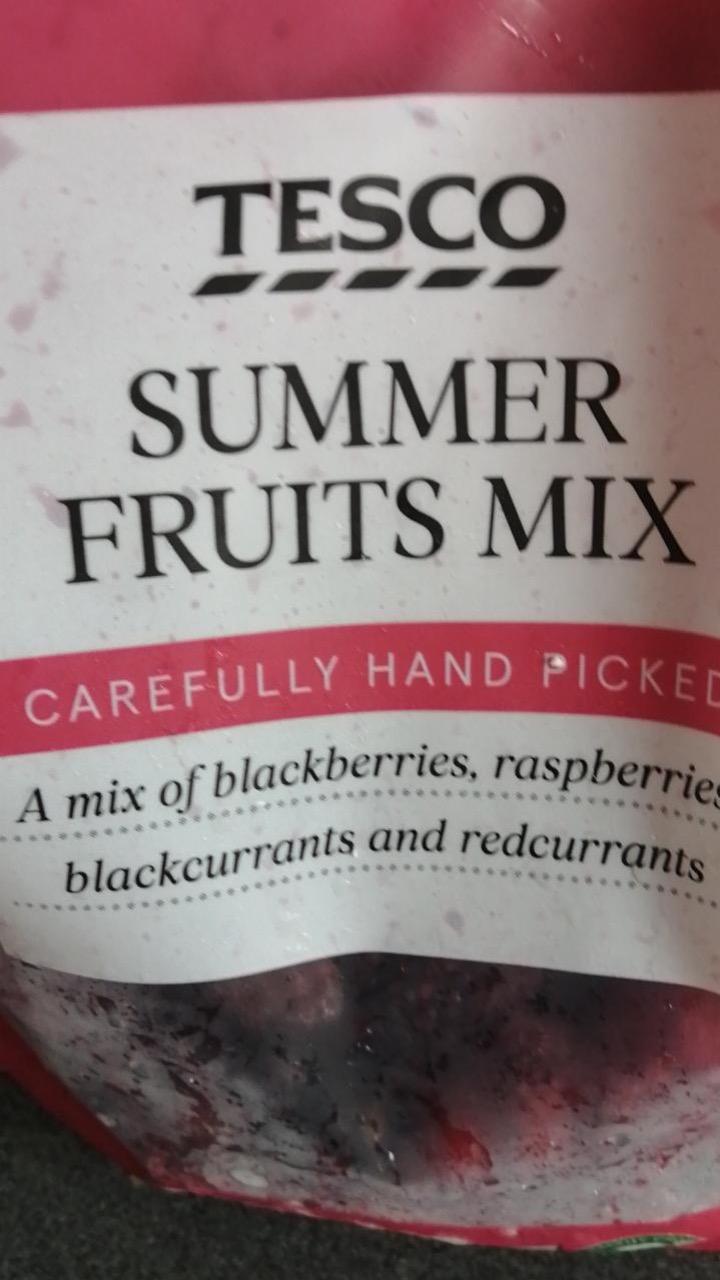 TESCO
SUMMER
FRUITS MIX
CAREFULLY HAND PICKED
A mix of blackberries, raspberries
blackcurrants and redcurrants